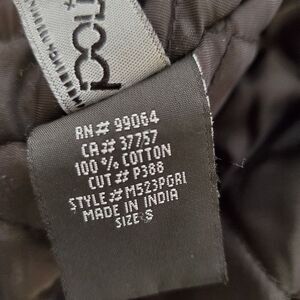 RN# 99064
CA# 37757
100 % COTTON
CUT# P388
STYLE# M523PGRI
MADE IN INDIA
SIZE: S